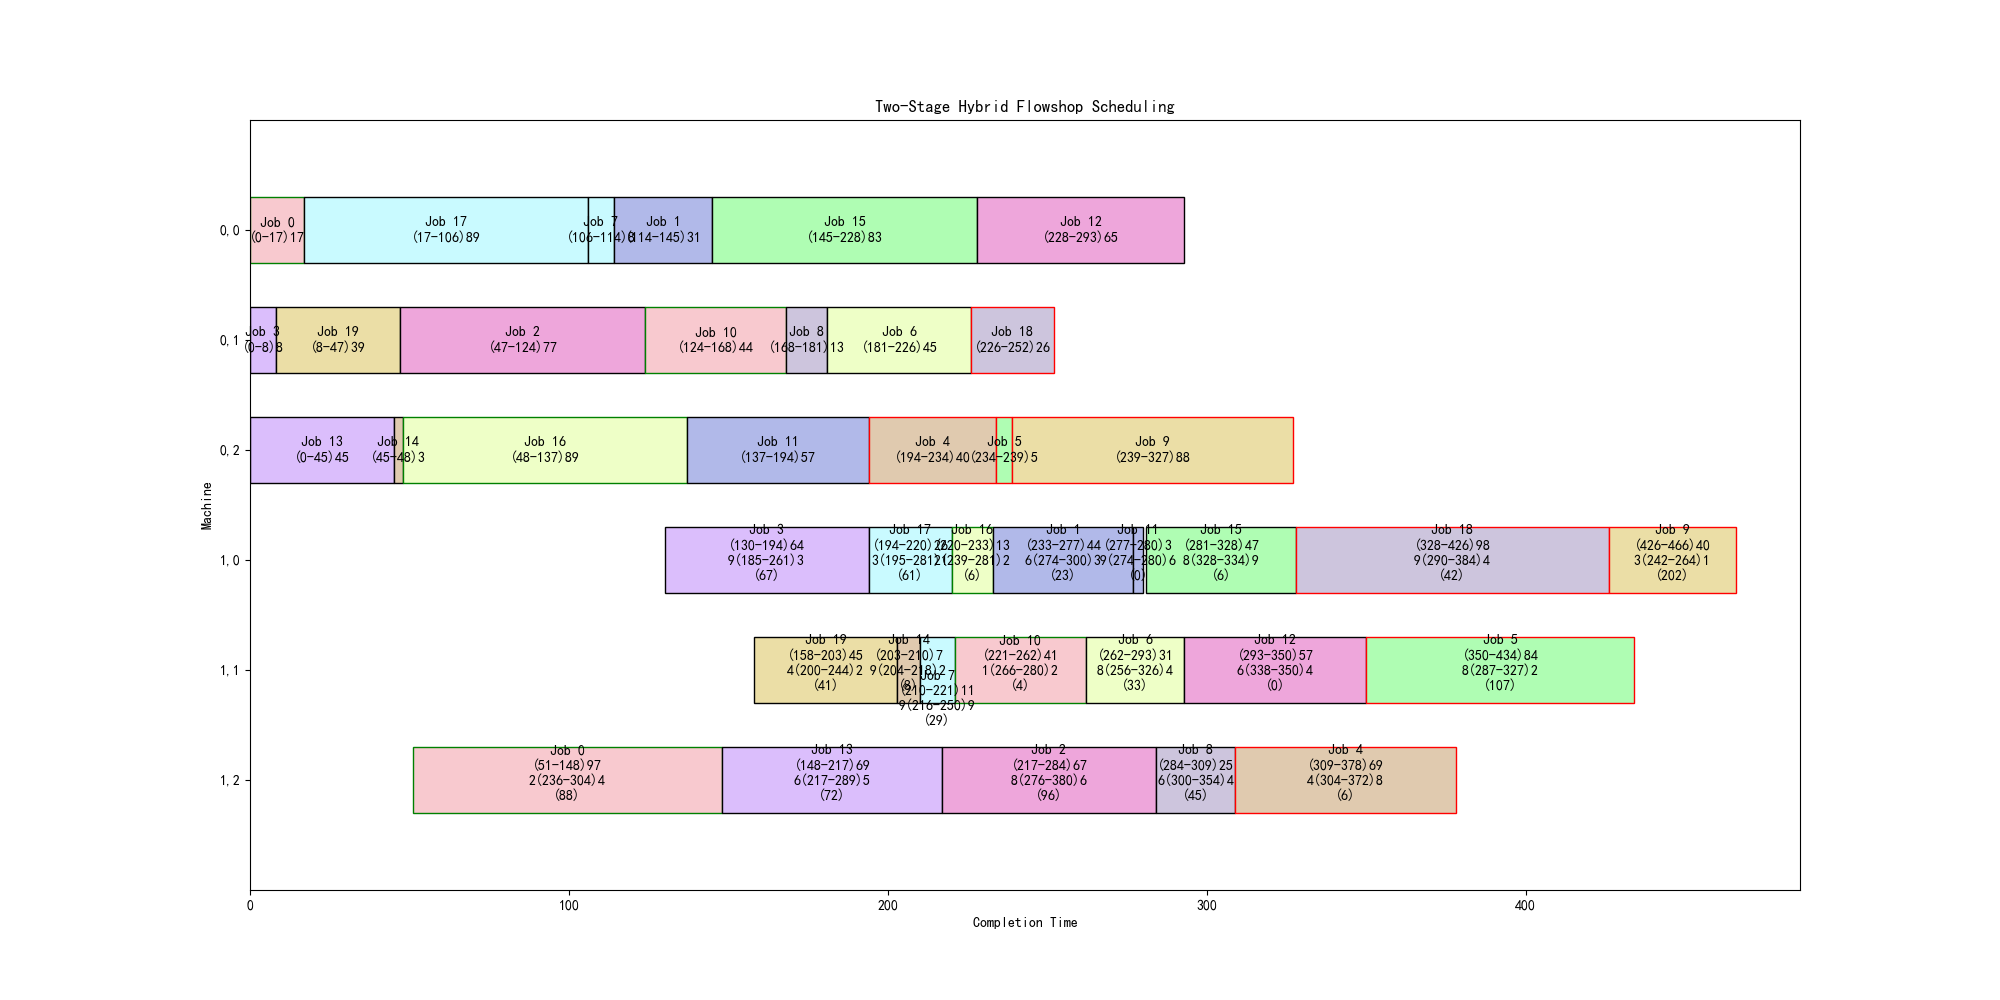 Two-Stage Hybrid Flowshop Scheduling
0,0
Job 0
(0-17)17
Job 17
(17-106)89
Job 7
(106-114)8
Job 1
(114-145)31
Job 15
(145-228)83
Job 12
(228-293)65
0,1
Job 3
(0-8)8
Job 19
(8-47)39
Job 2
(47-124)77
Job 10
(124-168)44
Job 8
(168-181)13
Job 6
(181-226)45
Job 18
(226-252)26
0,2
Job 13
(0-45)45
Job 14
(45-48)3
Job 16
(48-137)89
Job 11
(137-194)57
Job 4
(194-234)40
Job 5
(234-239)5
Job 9
(239-327)88
Machine
1,0
Job 3
(130-194)64
9(185-261)3
(67)
Job 17
(194-220)26
3(195-281)
(61)
Job 16
(220-233)13
(239-281)2
(6)
Job 1
(233-277)44
6(274-300)3
(23)
Job 11
(277-280)3
9(274-280)6
(0)
Job 15
(281-328)47
8(328-334)9
(6)
Job 18
(328-426)98
9(290-384)4
(42)
Job 9
(426-466)40
3(242-264)1
(202)
1,1
Job 19
(158-203)45
4(200-244)2
(41)
Job 14
(203-210)7
9(204-218)2
(8)
Job 7
(210-221)11
9(216-250)9
(29)
Job 10
(221-262)41
1(266-280)2
(4)
Job 6
(262-293)31
8(256-326)4
(33)
Job 12
(293-350)57
6(338-350)4
(0)
Job 5
(350-434)84
8(287-327)2
(107)
1,2
Job 0
(51-148)97
2(236-304)4
(88)
Job 13
(148-217)69
6(217-289)5
(72)
Job 2
(217-284)67
8(276-380)6
(96)
Job 8
(284-309)25
6(300-354)4
(45)
Job 4
(309-378)69
4(304-372)8
(6)
0
100
200
300
400
Completion Time